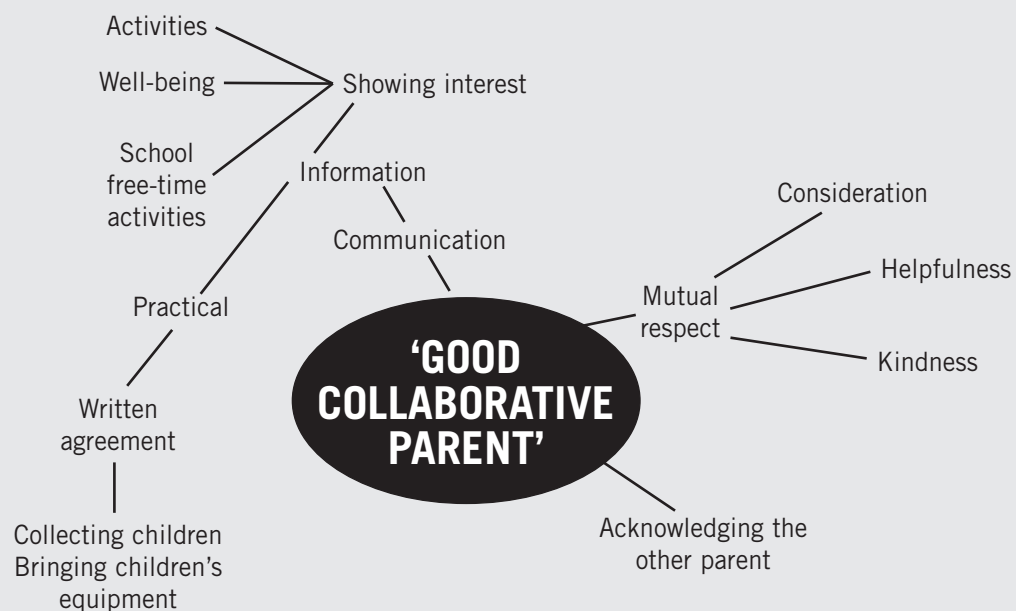 Activities
Well-being
Showing interest
School
free-time
activities
Information
Communication
Consideration
Helpfulness
Mutual
respect
Kindness
Practical
‘GOOD
COLLABORATIVE
PARENT’
Written
agreement
Acknowledging the
other parent
Collecting children
Bringing children’s
equipment